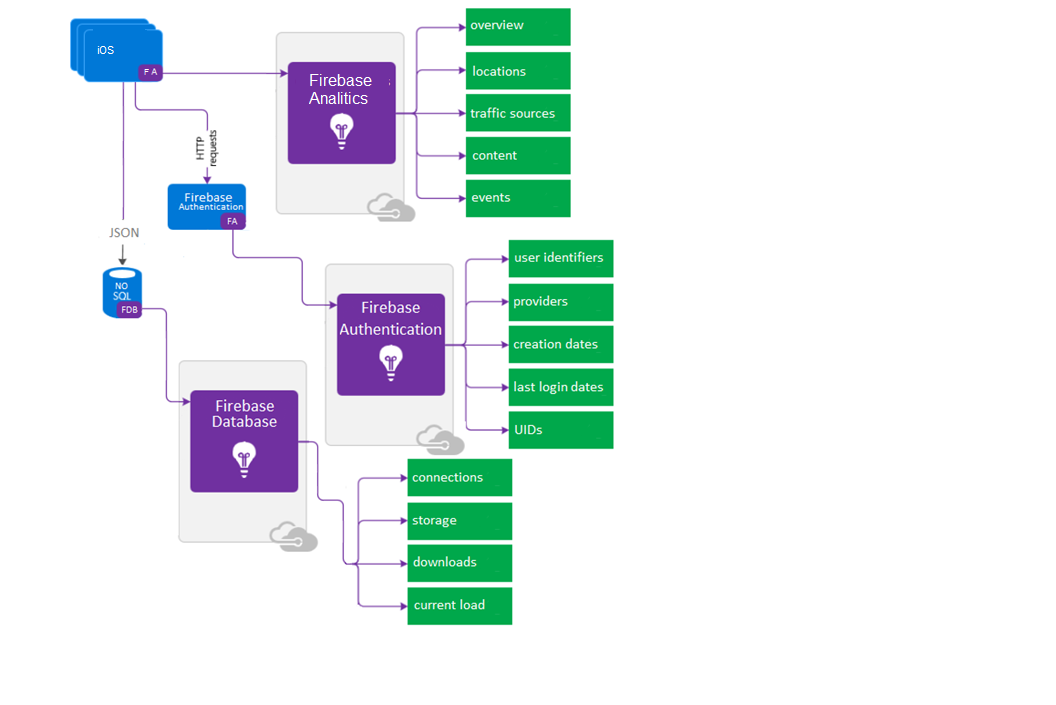 iOS
F A
Firebase
Analitics
overview
locations
traffic sources
content
events
HTTP
requests
Firebase
Authentication
FA
JSON
NO
SQL
FDB
Firebase
Authentication
user identifiers
providers
creation dates
last login dates
UIDs
Firebase
Database
connections
storage
downloads
current load